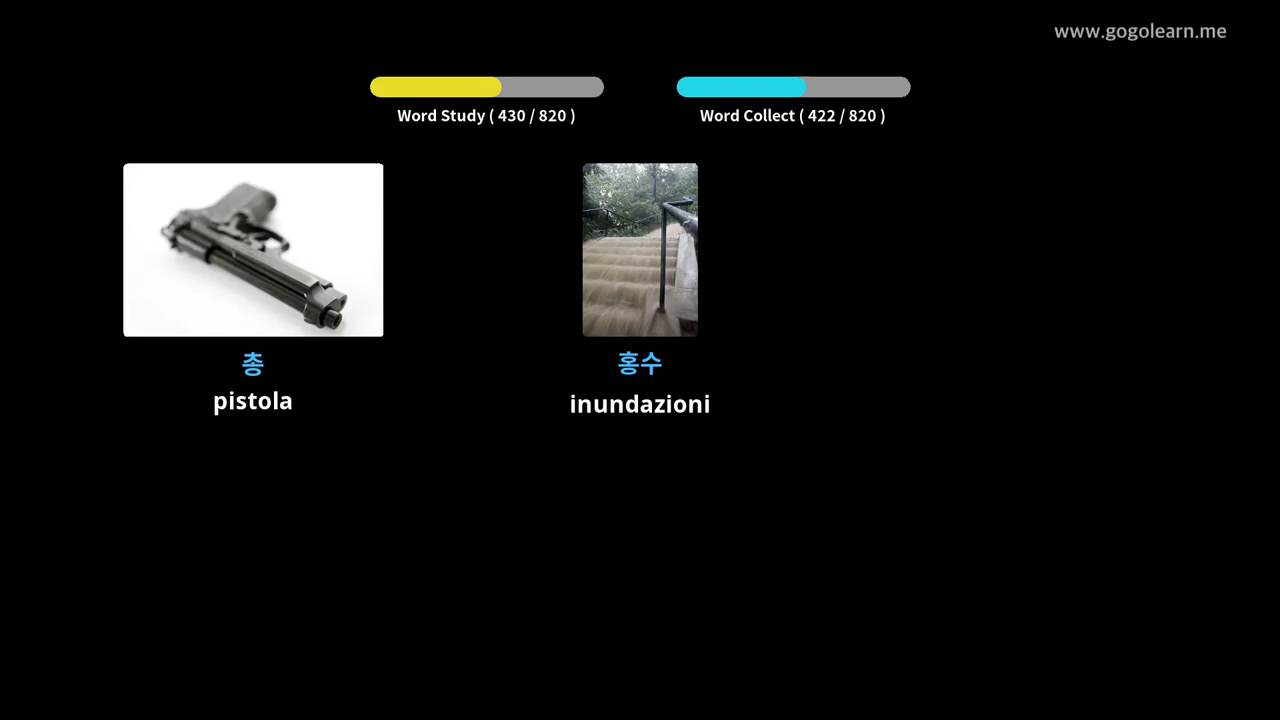 www.gogolearn.me
Word Study ( 430 / 820 )
Word Collect ( 422 / 820 )
총
pistola
홍수
inundazioni